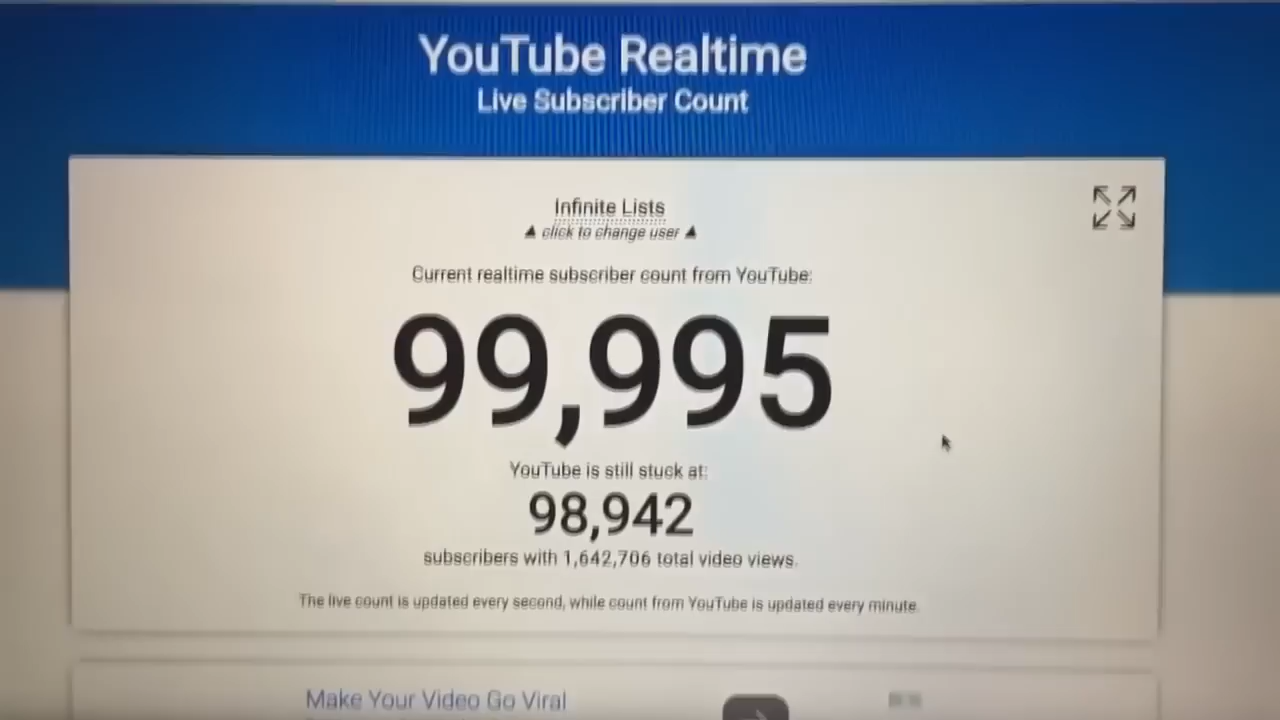 YouTube Realtime
Live Subscriber Count
Infinite Lists
▲ click to change user ▲
Current realtime subscriber count from YouTube:
99,995
YouTube is still stuck at:
98,942
subscribers with 1,642,706 total video views.
The live count is updated every second, while count from YouTube is updated every minute.
Make Your Video Go Viral